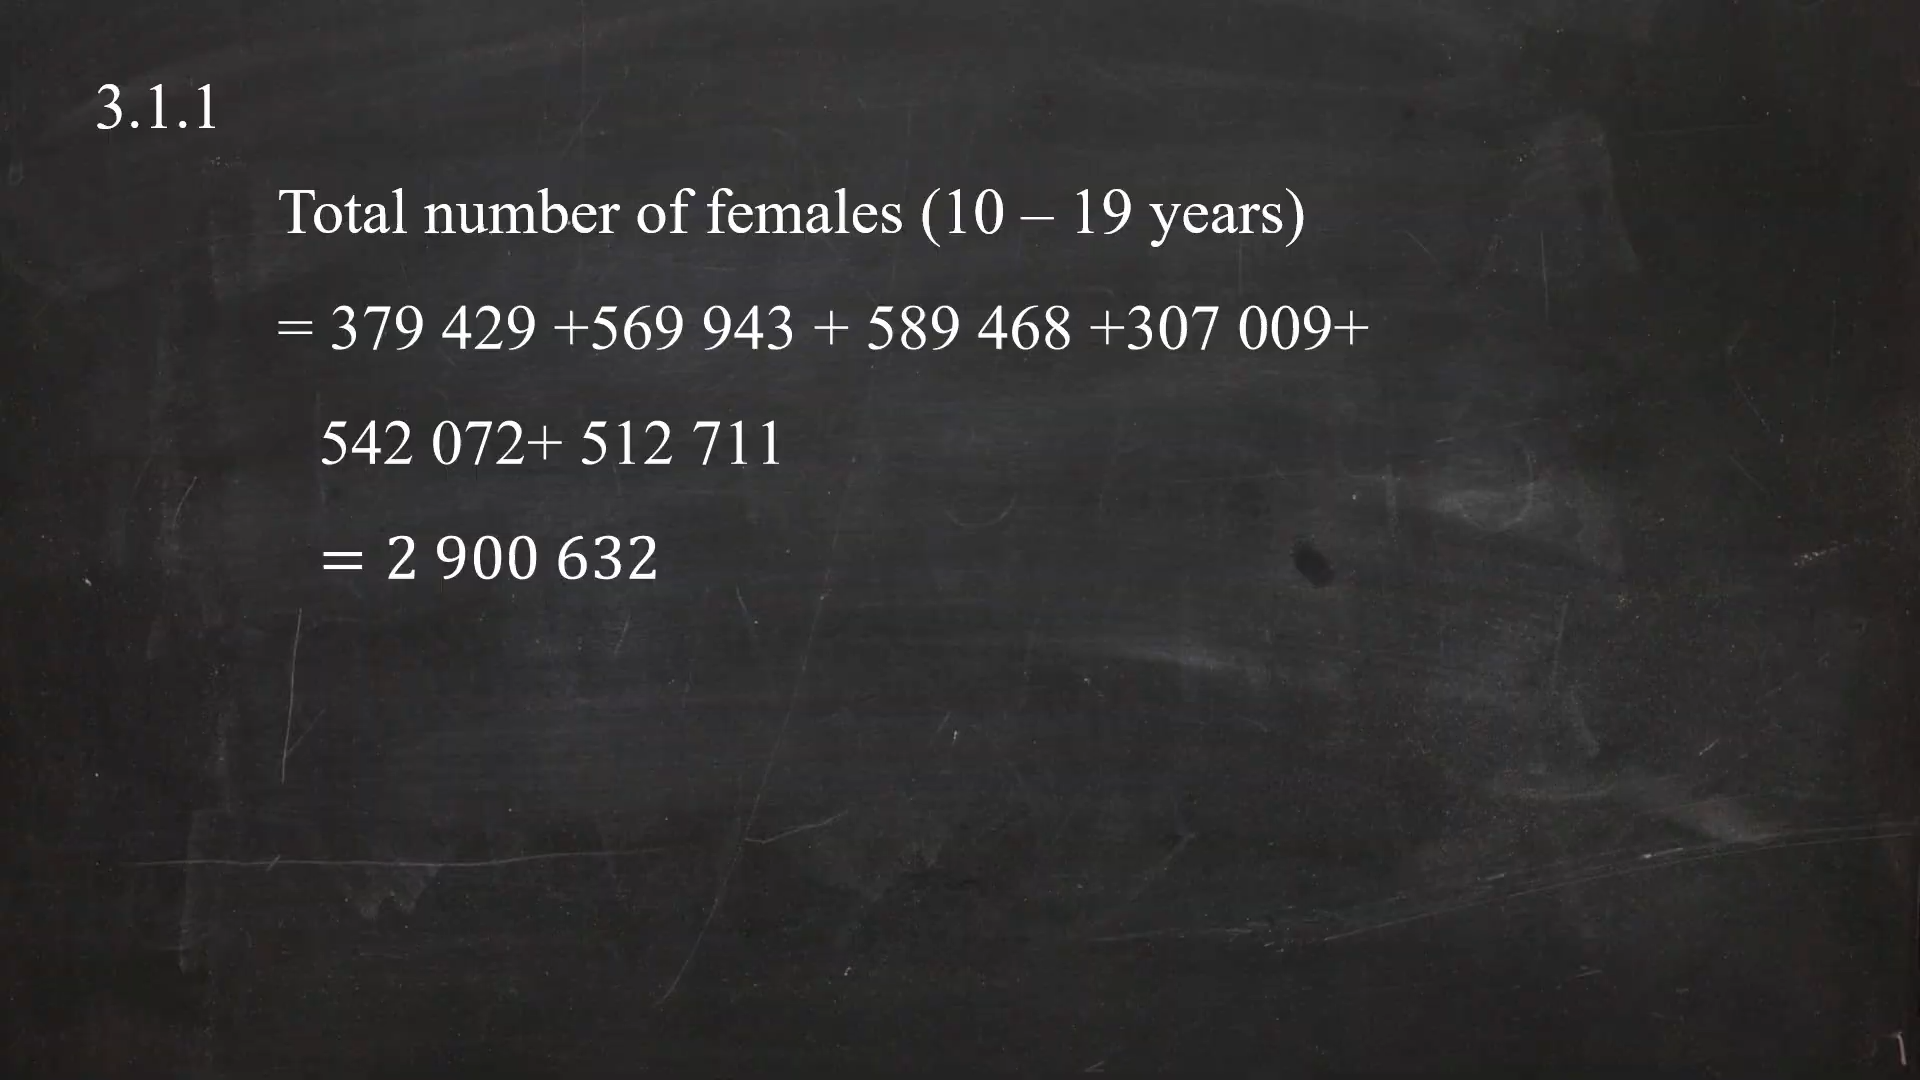 3.1.1
Total number of females (10 – 19 years)
= 379 429 +569 943 + 589 468 +307 009+
542 072+ 512 711
= 2 900 632